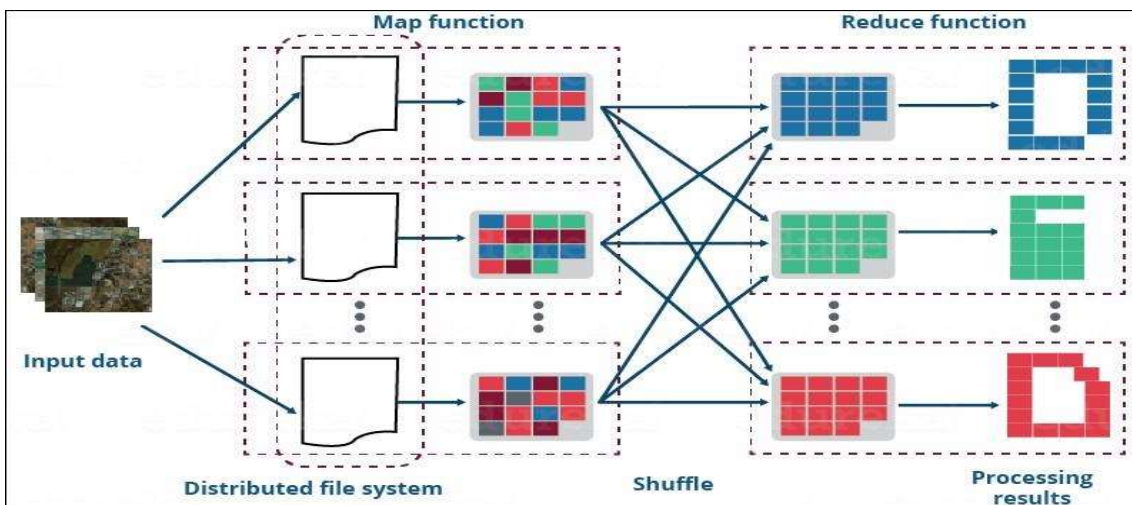 Map function
Reduce function
Input data
Distributed file system
Shuffle
Processing
results